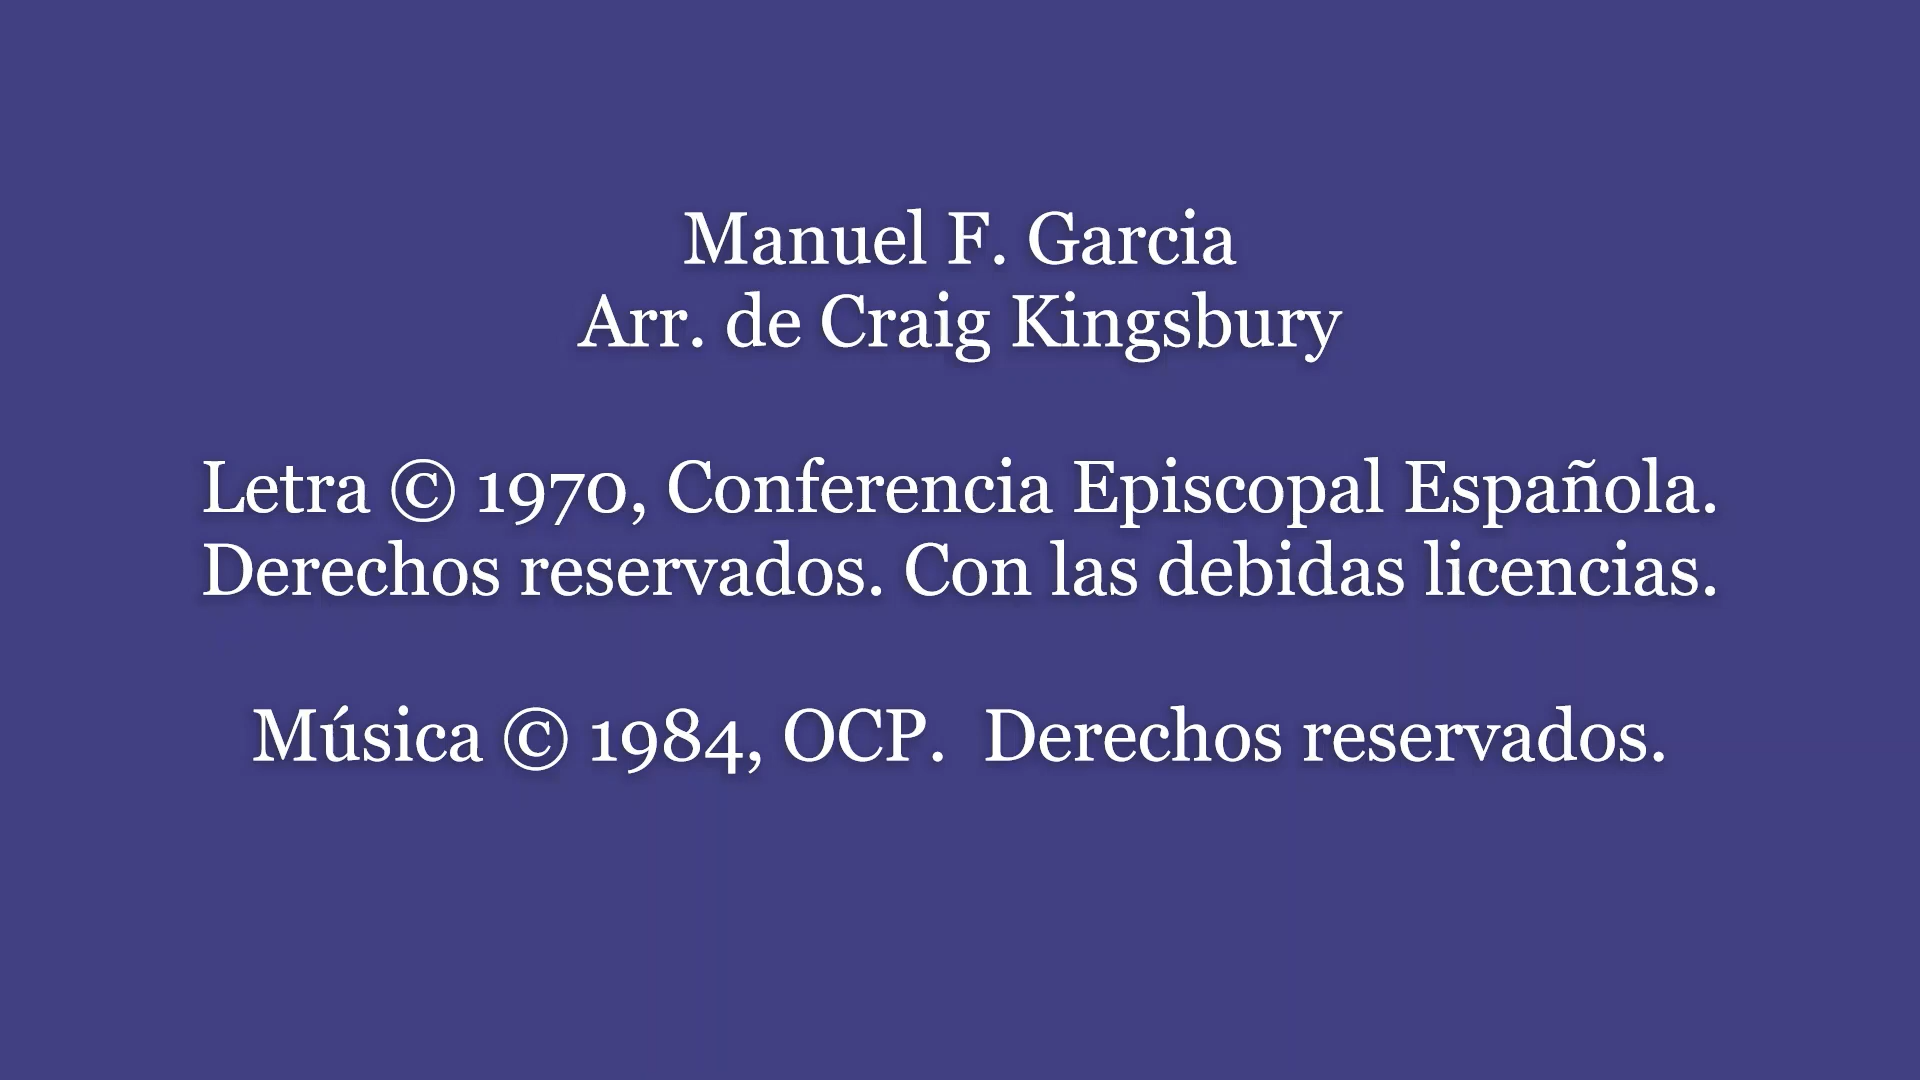 Manuel F. Garcia
Arr. de Craig Kingsbury
Letra © 1970, Conferencia Episcopal Española.
Derechos reservados. Con las debidas licencias.
Música © 1984, OCP.  Derechos reservados.